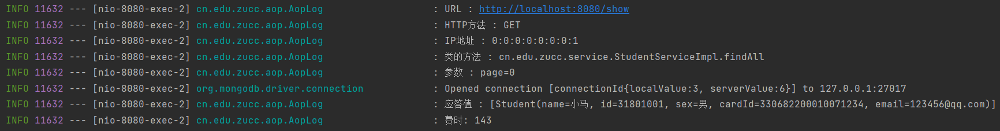 INFO 11632 --- [nio-8080-exec-2] cn.edu.zucc.aop.AopLog : URL : http://localhost:8080/show
INFO 11632 --- [nio-8080-exec-2] cn.edu.zucc.aop.AopLog : HTTP方法 : GET
INFO 11632 --- [nio-8080-exec-2] cn.edu.zucc.aop.AopLog : IP地址 : 0:0:0:0:0:0:0:1
INFO 11632 --- [nio-8080-exec-2] cn.edu.zucc.aop.AopLog : 类的方法 : cn.edu.zucc.service.StudentServiceImpl.findAll
INFO 11632 --- [nio-8080-exec-2] cn.edu.zucc.aop.AopLog : 参数 : page=0
INFO 11632 --- [nio-8080-exec-2] org.mongodb.driver.connection : Opened connection [connectionId{localValue:3, serverValue:6}] to 127.0.0.1:27017
INFO 11632 --- [nio-8080-exec-2] cn.edu.zucc.aop.AopLog : 应答值 : [Student(name=小马, id=31801001, sex=男, cardId=330682200010071234, email=123456@qq.com)]
INFO 11632 --- [nio-8080-exec-2] cn.edu.zucc.aop.AopLog : 费时: 143